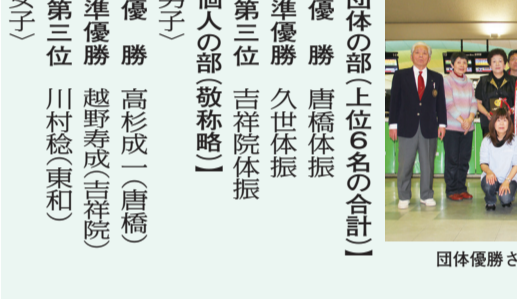 団体の部(上位6名の合計)】
優　勝　唐橋体振
準優勝　久世体振
第三位　吉祥院体振
個人の部(敬称略)】
男子〉
優　勝　高杉成一(唐橋)
準優勝　越野寿成(吉祥院)
第三位　川村稔(東和)
女子〉
団体優勝さ